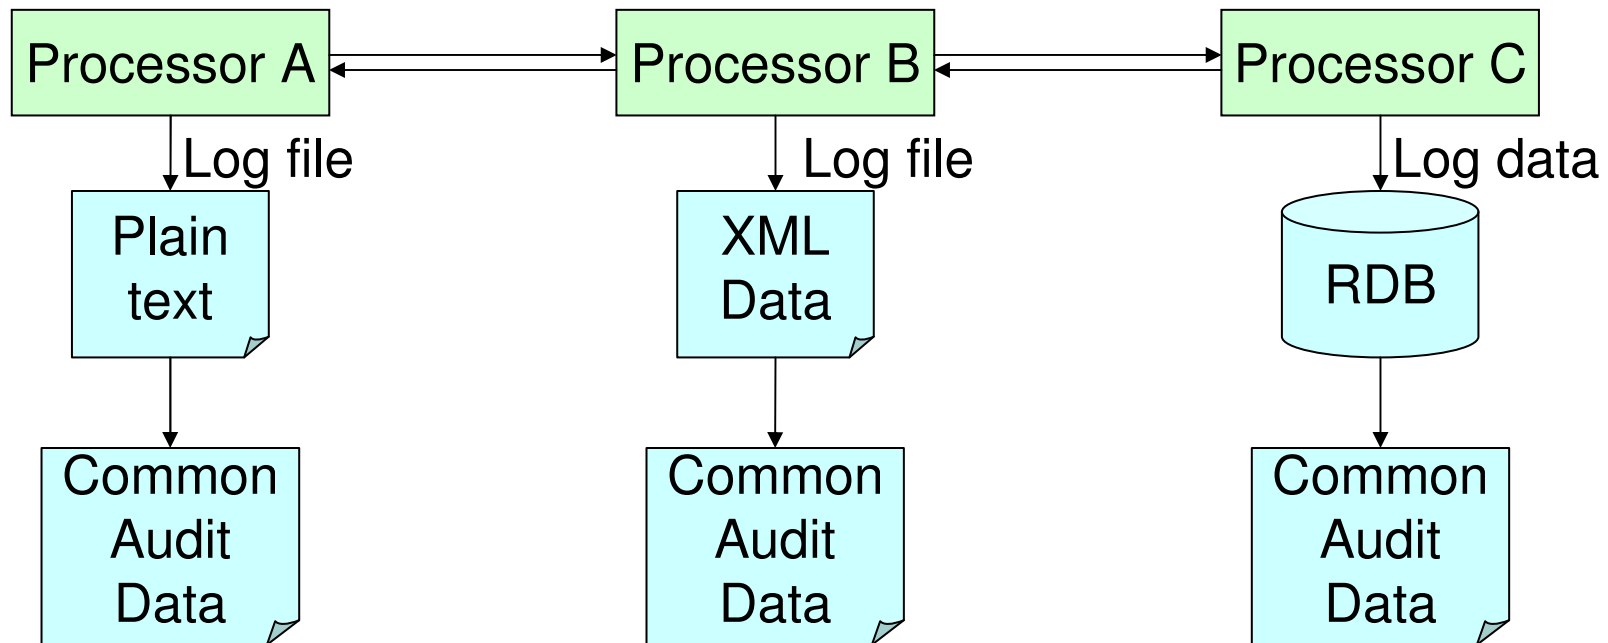 Processor A
Processor B
Processor C
Log file
Log file
Log data
Plain
text
XML
Data
RDB
Common
Audit
Data
Common
Audit
Data
Common
Audit
Data